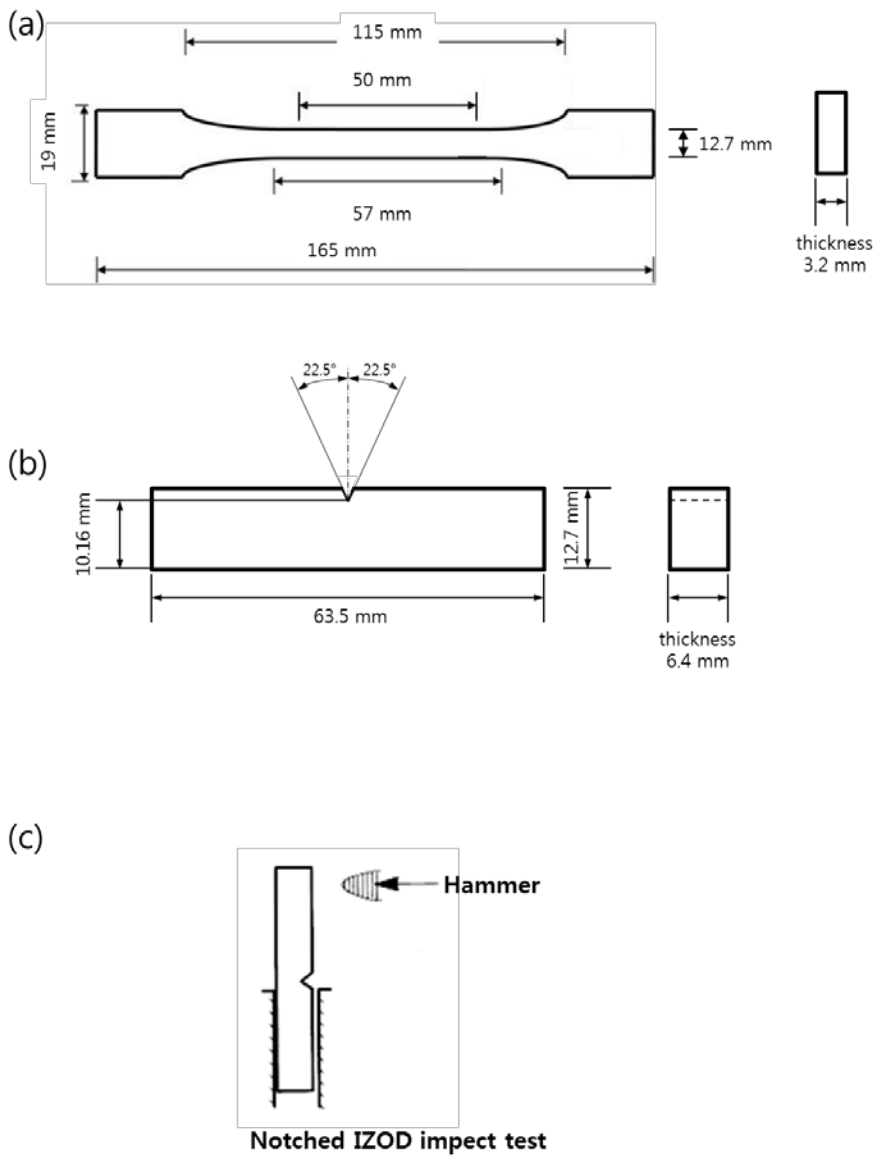 (a)
115 mm
50 mm
19 mm
12.7 mm
57 mm
165 mm
thickness
3.2 mm
22.5° 22.5°
(b)
10.16 mm
12.7 mm
63.5 mm
thickness
6.4 mm
(c)
Hammer
Notched IZOD impect test